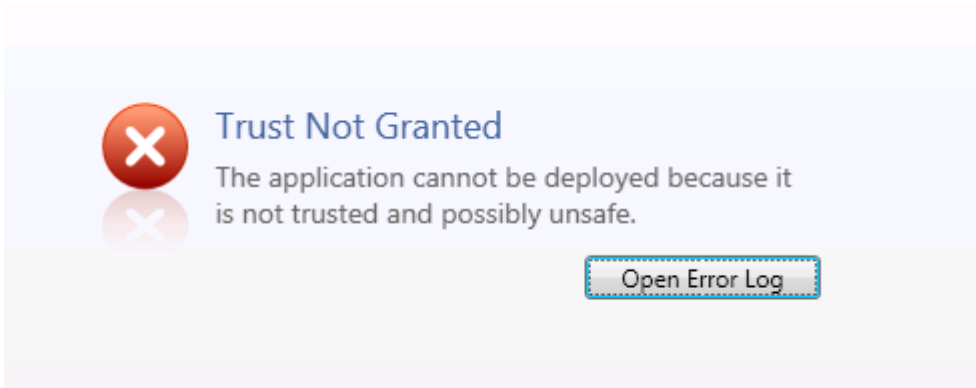 Trust Not Granted
The application cannot be deployed because it
is not trusted and possibly unsafe.
Open Error Log